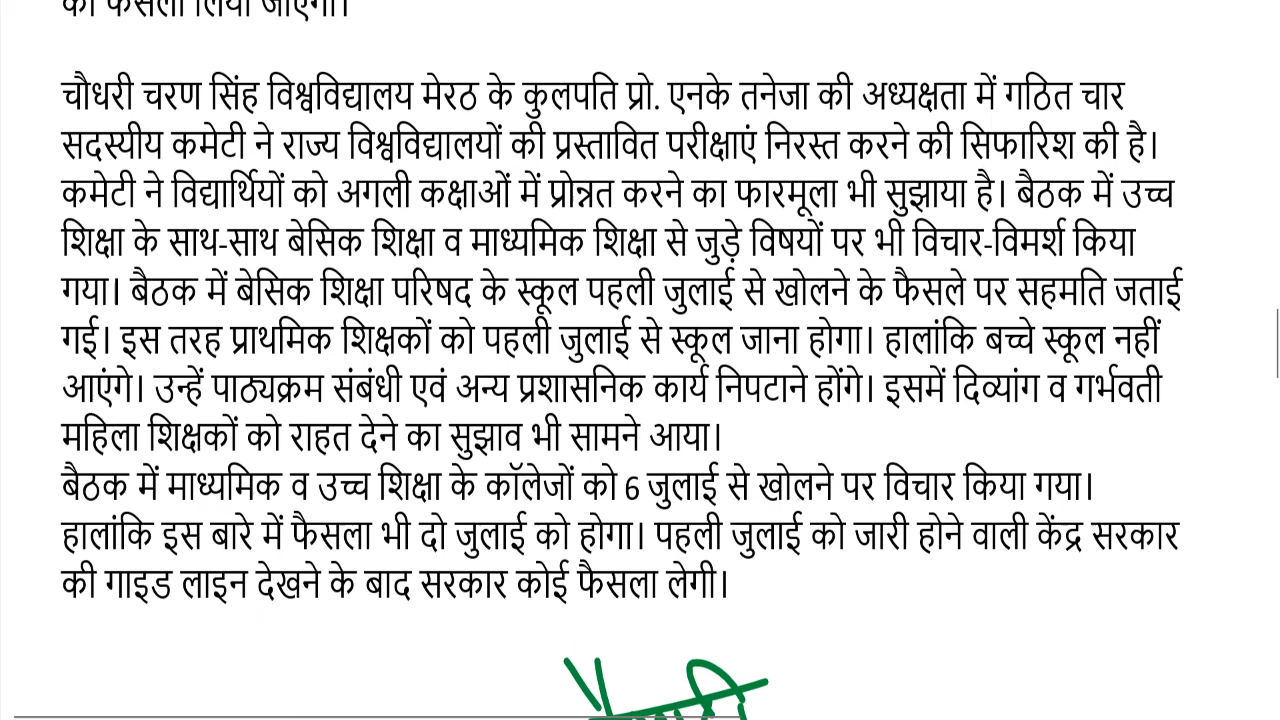 को फैसला लिया जाएगा।
चौधरी चरण सिंह विश्वविद्यालय मेरठ के कुलपति प्रो. एनके तनेजा की अध्यक्षता में गठित चार
सदस्यीय कमेटी ने राज्य विश्वविद्यालयों की प्रस्तावित परीक्षाएं निरस्त करने की सिफारिश की है।
कमेटी ने विद्यार्थियों को अगली कक्षाओं में प्रोन्नत करने का फारमूला भी सुझाया है। बैठक में उच्च
शिक्षा के साथ-साथ बेसिक शिक्षा व माध्यमिक शिक्षा से जुड़े विषयों पर भी विचार-विमर्श किया
गया। बैठक में बेसिक शिक्षा परिषद के स्कूल पहली जुलाई से खोलने के फैसले पर सहमति जताई
गई। इस तरह प्राथमिक शिक्षकों को पहली जुलाई से स्कूल जाना होगा। हालांकि बच्चे स्कूल नहीं
आएंगे। उन्हें पाठ्यक्रम संबंधी एवं अन्य प्रशासनिक कार्य निपटाने होंगे। इसमें दिव्यांग व गर्भवती
महिला शिक्षकों को राहत देने का सुझाव भी सामने आया।
बैठक में माध्यमिक व उच्च शिक्षा के कॉलेजों को 6 जुलाई से खोलने पर विचार किया गया।
हालांकि इस बारे में फैसला भी दो जुलाई को होगा। पहली जुलाई को जारी होने वाली केंद्र सरकार
की गाइड लाइन देखने के बाद सरकार कोई फैसला लेगी।